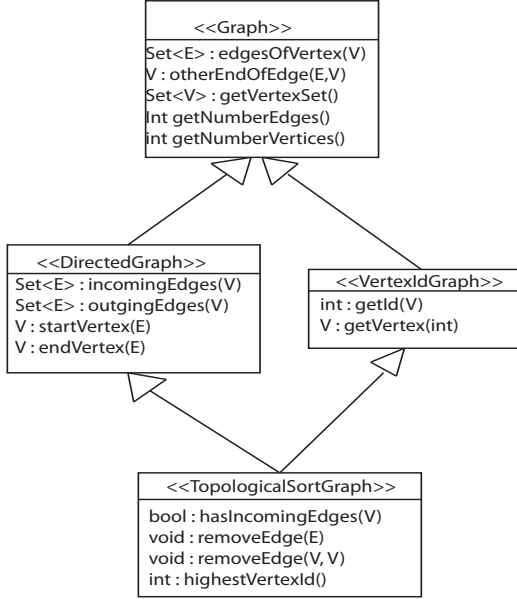 <<Graph>>
Set<E> : edgesOfVertex(V)
V : otherEndOfEdge(E,V)
Set<V> : getVertexSet()
Int getNumberEdges()
int getNumberVertices()
<<DirectedGraph>>
Set<E> : incomingEdges(V)
Set<E> : outgingEdges(V)
V : startVertex(E)
V : endVertex(E)
<<VertexIdGraph>>
int : getId(V)
V : getVertex(int)
<<TopologicalSortGraph>>
bool : hasIncomingEdges(V)
void : removeEdge(E)
void : removeEdge(V, V)
int : highestVertexId()